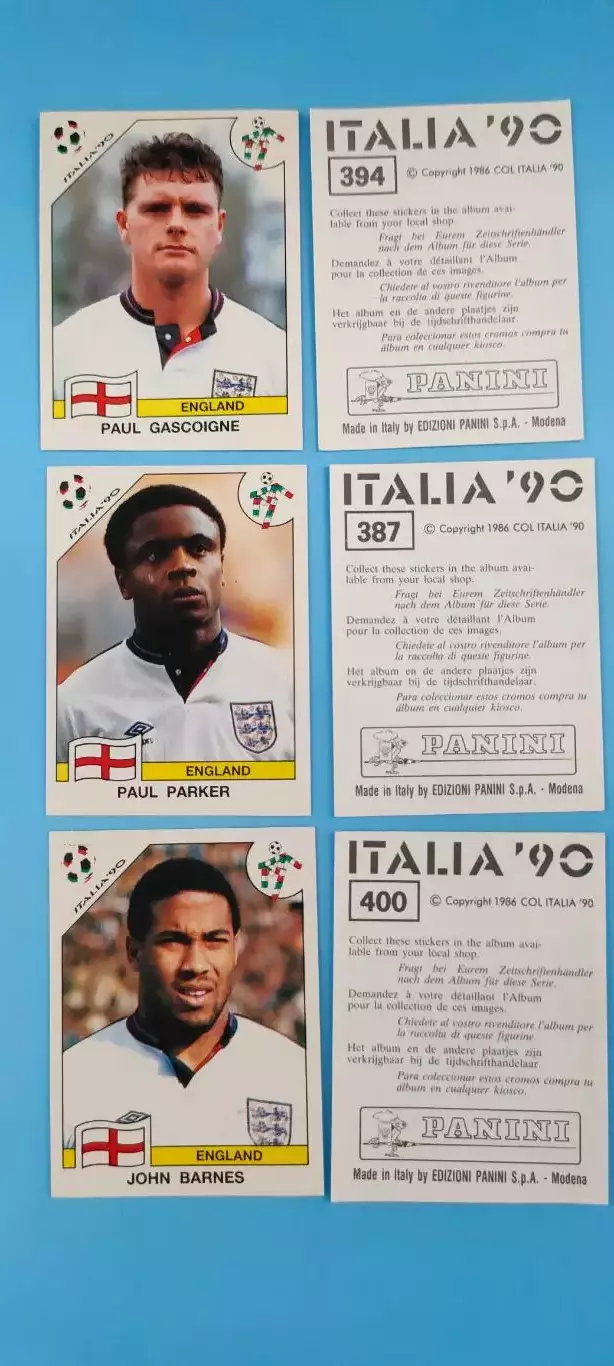 ITALIA'90
ENGLAND
PAUL GASCOIGNE
ITALIA '90
394 © Copyright 1986 COL ITALIA '90
Collect these stickers in the album avai-
lable from your local shop.
Fragt bei Eurem Zeitschriftenhändler
nach dem Album für diese Serie.
Demandez à votre détaillant l'Album
pour la collection de ces images.
Chiedete al vostro rivenditore l'album per
la raccolta di queste figurine.
Het album en de andere plaatjes zijn
verkrijgbaar bij de tijdschrifthandelaar.
Para coleccionar estos cromos compra tu
álbum en cualquier kiosco.
PANINI
Made in Italy by EDIZIONI PANINI S.p.A. - Modena
ITALIA'90
ENGLAND
PAUL PARKER
ITALIA '90
387 © Copyright 1986 COL ITALIA '90
Collect these stickers in the album avai-
lable from your local shop.
Fragt bei Eurem Zeitschriftenhändler
nach dem Album für diese Serie.
Demandez à votre détaillant l'Album
pour la collection de ces images.
Chiedete al vostro rivenditore l'album per
la raccolta di queste figurine.
Het album en de andere plaatjes zijn
verkrijgbaar bij de tijdschrifthandelaar.
Para coleccionar estos cromos compra tu
álbum en cualquier kiosco.
PANINI
Made in Italy by EDIZIONI PANINI S.p.A. - Modena
ITALIA'90
ENGLAND
JOHN BARNES
ITALIA '90
400 © Copyright 1986 COL ITALIA '90
Collect these stickers in the album avai-
lable from your local shop.
Fragt bei Eurem Zeitschriftenhändler
nach dem Album für diese Serie.
Demandez à votre détaillant l'Album
pour la collection de ces images.
Chiedete al vostro rivenditore l'album per
la raccolta di queste figurine
Het album en de andere plaatjes zijn
verkrijgbaar bij de tijdschrifthandelaar.
Para coleccionar estos cromos compra tu
álbum en cualquier kiosco.
PANINI
Made in Italy by EDIZIONI PANINI S.p.A. - Modena